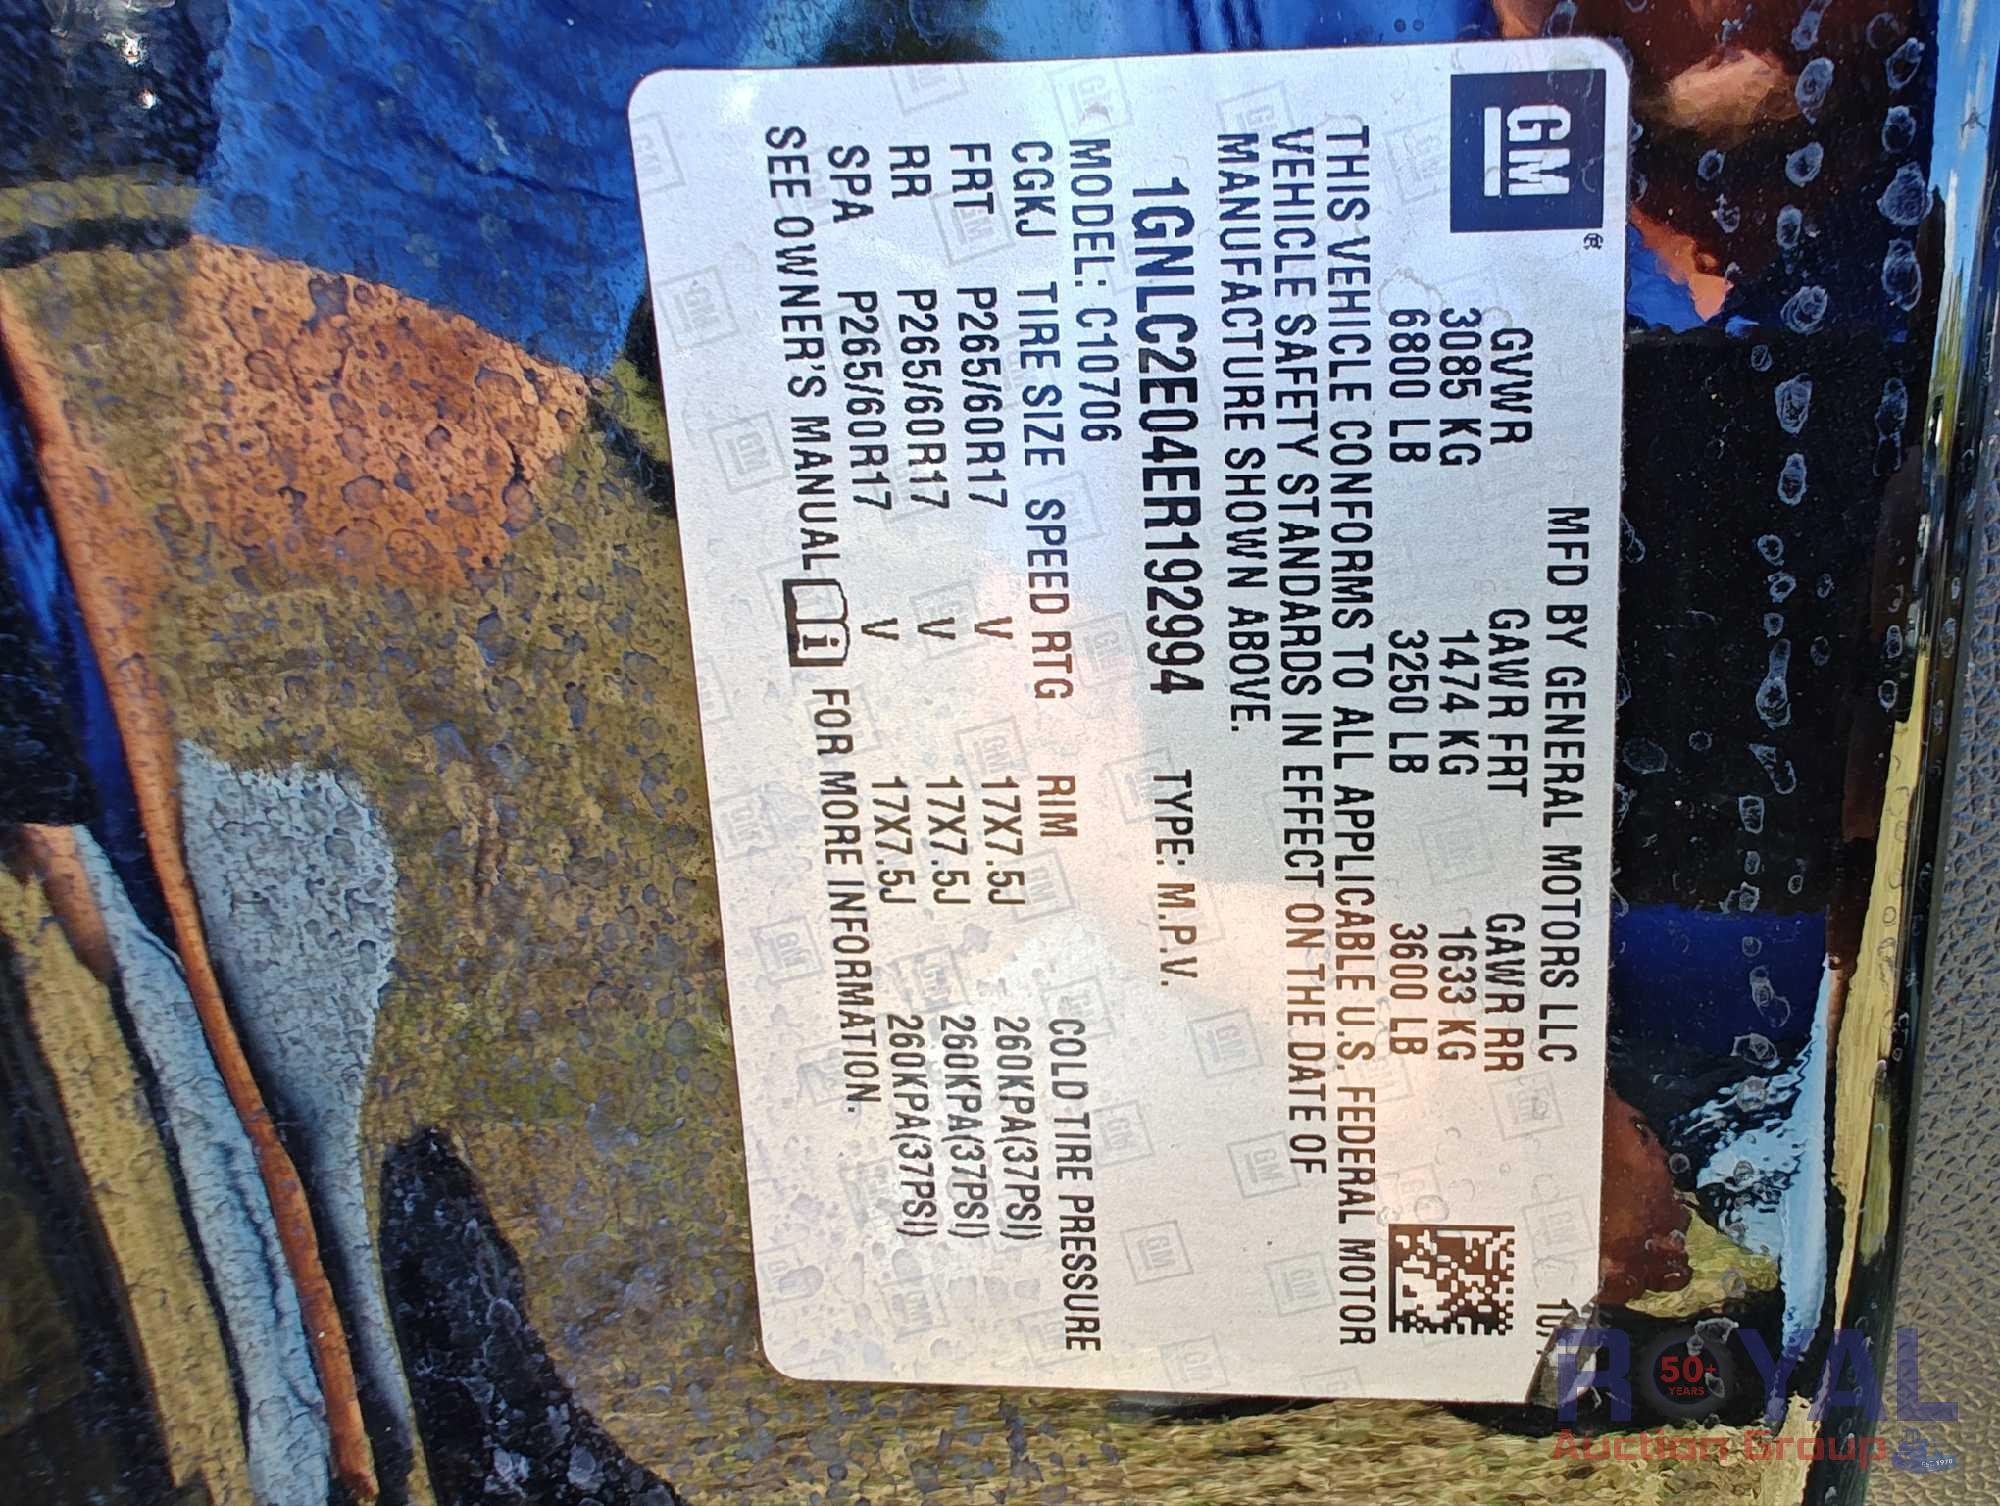 GM®
MFD BY GENERAL MOTORS LLC
GVWR GAWR FRT GAWR RR
3085 KG 1474 KG 1633 KG
6800 LB 3250 LB 3600 LB
THIS VEHICLE CONFORMS TO ALL APPLICABLE U.S. FEDERAL MOTOR
VEHICLE SAFETY STANDARDS IN EFFECT ON THE DATE OF
MANUFACTURE SHOWN ABOVE.
1GNLC2E04ER192994 TYPE: M.P.V.
MODEL: C10706
CGKJ TIRE SIZE SPEED RTG RIM COLD TIRE PRESSURE
FRT P265/60R17 V 17X7.5J 260KPA(37PSI)
RR P265/60R17 V 17X7.5J 260KPA(37PSI)
SPA P265/60R17 V 17X7.5J 260KPA(37PSI)
SEE OWNER'S MANUAL i FOR MORE INFORMATION.
ROYAL
50+
YEARS
Auction Group
EST. 1970